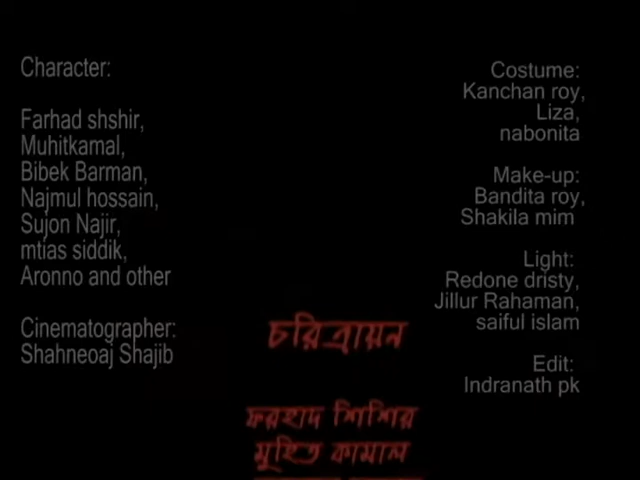 Character:
Farhad shshir,
Muhitkamal,
Bibek Barman,
Najmul hossain,
Sujon Najir,
mtias siddik,
Aronno and other
Cinematographer:
Shahneoaj Shajib
চরিত্রায়ন
ফরহাদ শিশির
মুহিত কামাল
Costume:
Kanchan roy,
Liza,
nabonita
Make-up:
Bandita roy,
Shakila mim
Light:
Redone dristy,
Jillur Rahaman,
saiful islam
Edit:
Indranath pk